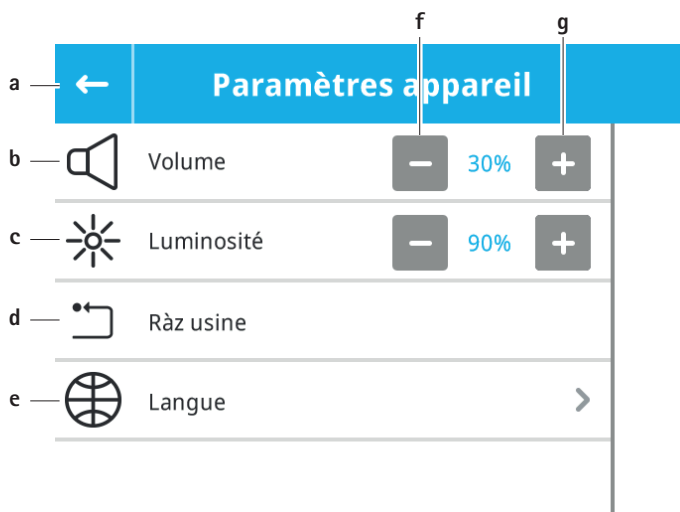 f g
a Paramètres appareil
b Volume 30%
c Luminosité 90%
d Ràz usine
e Langue